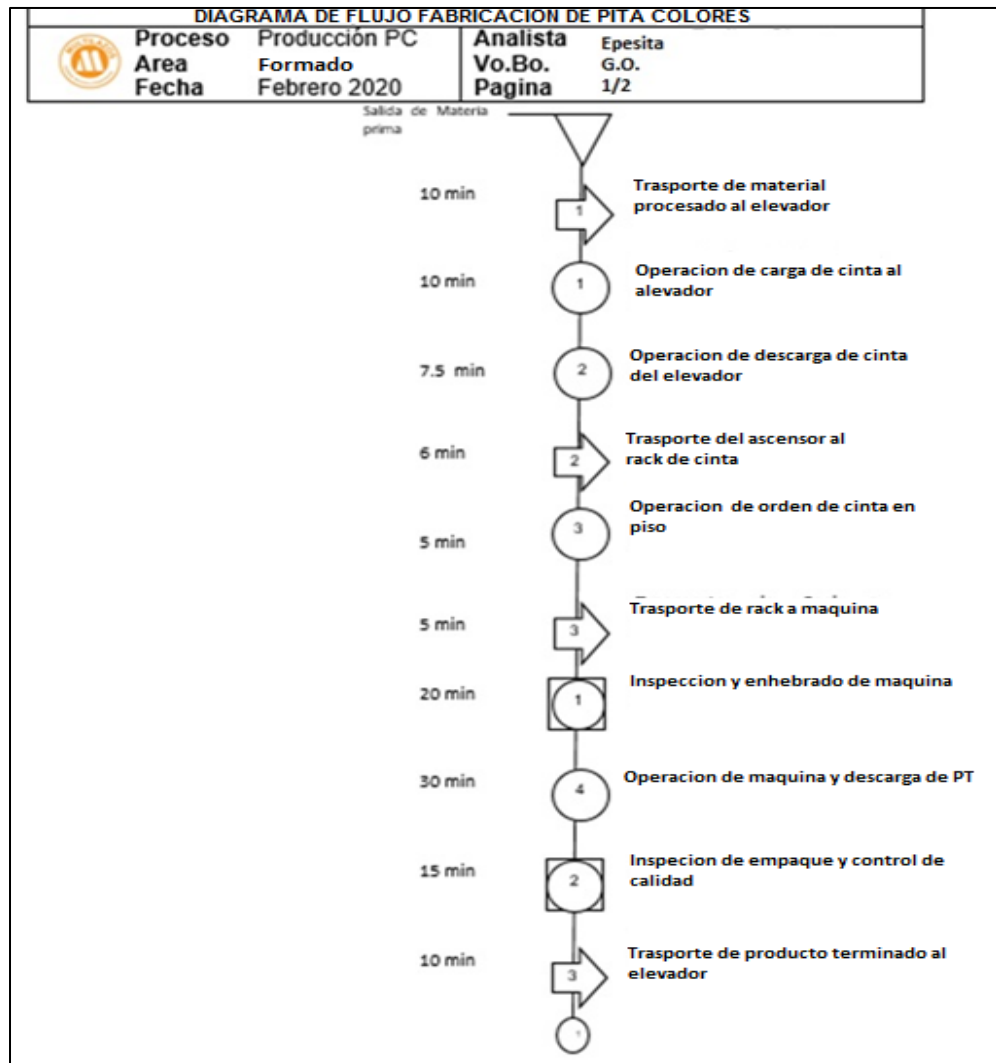 DIAGRAMA DE FLUJO FABRICACION DE PITA COLORES
Proceso Producción PC Analista Epesita
Area Formado Vo.Bo. G.O.
Fecha Febrero 2020 Pagina 1/2
Salida de Materia
prima
10 min
1
Trasporte de material
procesado al elevador
10 min
1
Operacion de carga de cinta al
alevador
7.5 min
2
Operacion de descarga de cinta
del elevador
6 min
2
Trasporte del ascensor al
rack de cinta
5 min
3
Operacion de orden de cinta en
piso
5 min
3
Trasporte de rack a maquina
20 min
1
Inspeccion y enhebrado de maquina
30 min
4
Operacion de maquina y descarga de PT
15 min
2
Inspecion de empaque y control de
calidad
10 min
3
Trasporte de producto terminado al
elevador
1